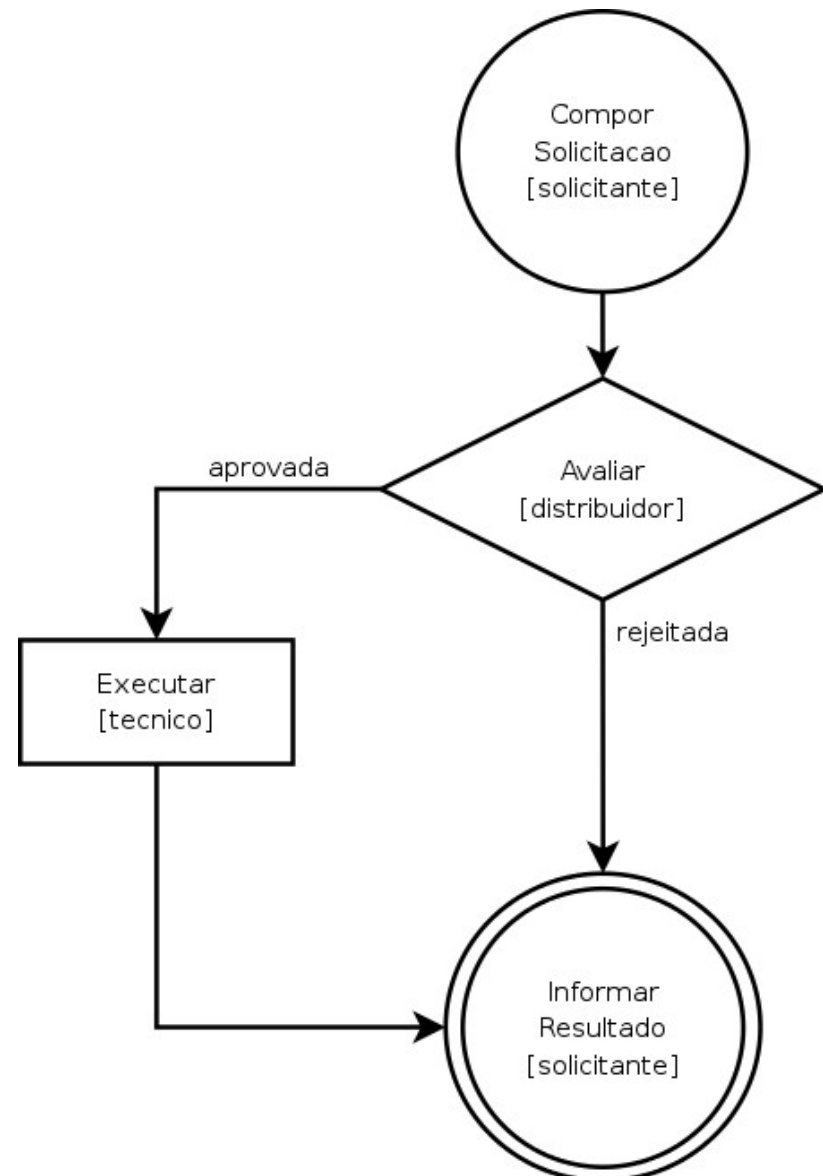 Compor
Solicitacao
[solicitante]
aprovada
Avaliar
[distribuidor]
rejeitada
Executar
[tecnico]
Informar
Resultado
[solicitante]